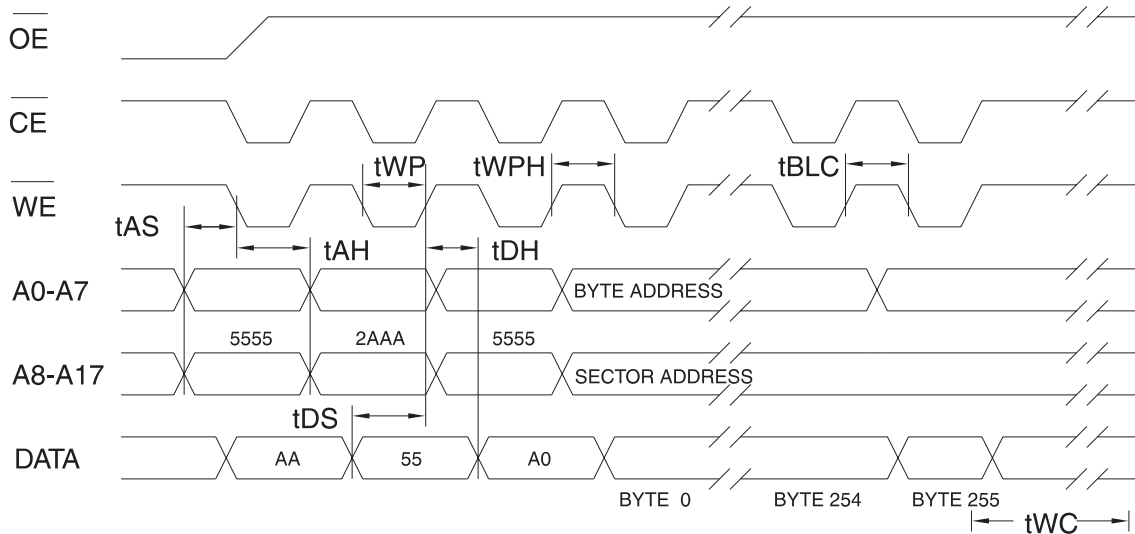 OE
CE
tWP
tWPH
tBLC
WE
tAS
tAH
tDH
A0-A7
BYTE ADDRESS
5555
2AAA
5555
A8-A17
SECTOR ADDRESS
tDS
DATA
AA
55
A0
BYTE 0
BYTE 254
BYTE 255
tWC